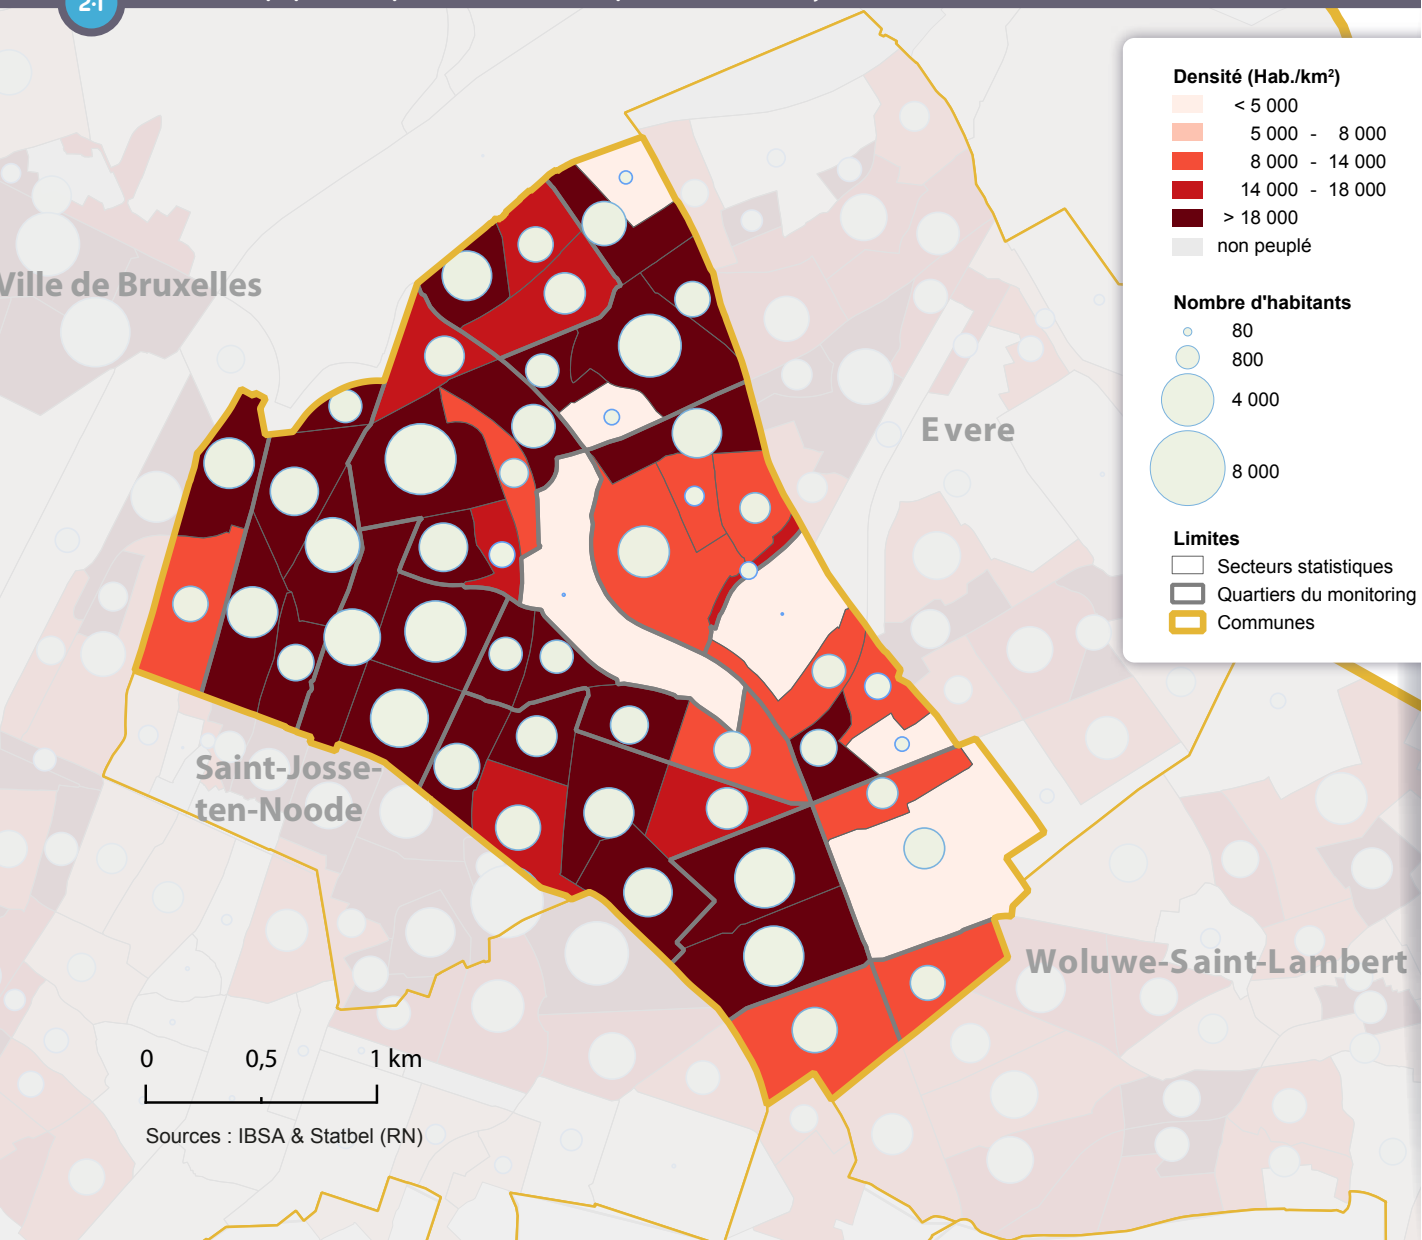 2.1
Densité (Hab./km²)
< 5 000
5 000 - 8 000
8 000 - 14 000
14 000 - 18 000
> 18 000
non peuplé
Nombre d'habitants
80
800
4 000
8 000
Limites
Secteurs statistiques
Quartiers du monitoring
Communes
Ville de Bruxelles
Evere
Saint-Josse-
ten-Noode
Woluwe-Saint-Lambert
0 0,5 1 km
Sources : IBSA & Statbel (RN)